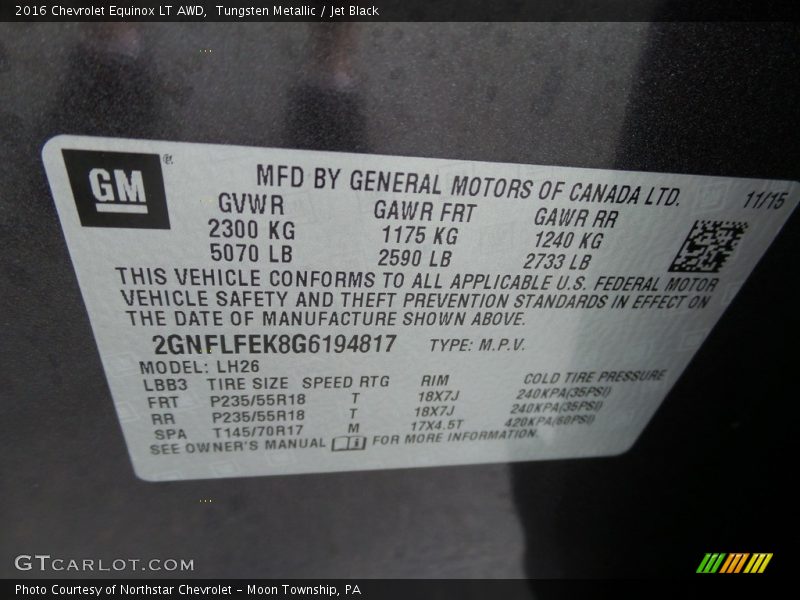 2016 Chevrolet Equinox LT AWD, Tungsten Metallic / Jet Black
GM ®
MFD BY GENERAL MOTORS OF CANADA LTD. 11/15
GVWR GAWR FRT GAWR RR
2300 KG 1175 KG 1240 KG
5070 LB 2590 LB 2733 LB
THIS VEHICLE CONFORMS TO ALL APPLICABLE U.S. FEDERAL MOTOR
VEHICLE SAFETY AND THEFT PREVENTION STANDARDS IN EFFECT ON
THE DATE OF MANUFACTURE SHOWN ABOVE.
2GNFLFEK8G6194817 TYPE: M.P.V.
MODEL: LH26
LBB3 TIRE SIZE SPEED RTG RIM COLD TIRE PRESSURE
FRT P235/55R18 T 18X7J 240KPA(35PSI)
RR P235/55R18 T 18X7J 240KPA(35PSI)
SPA T145/70R17 M 17X4.5T 420KPA(60PSI)
SEE OWNER'S MANUAL FOR MORE INFORMATION.
GTCARLOT.COM
Photo Courtesy of Northstar Chevrolet - Moon Township, PA